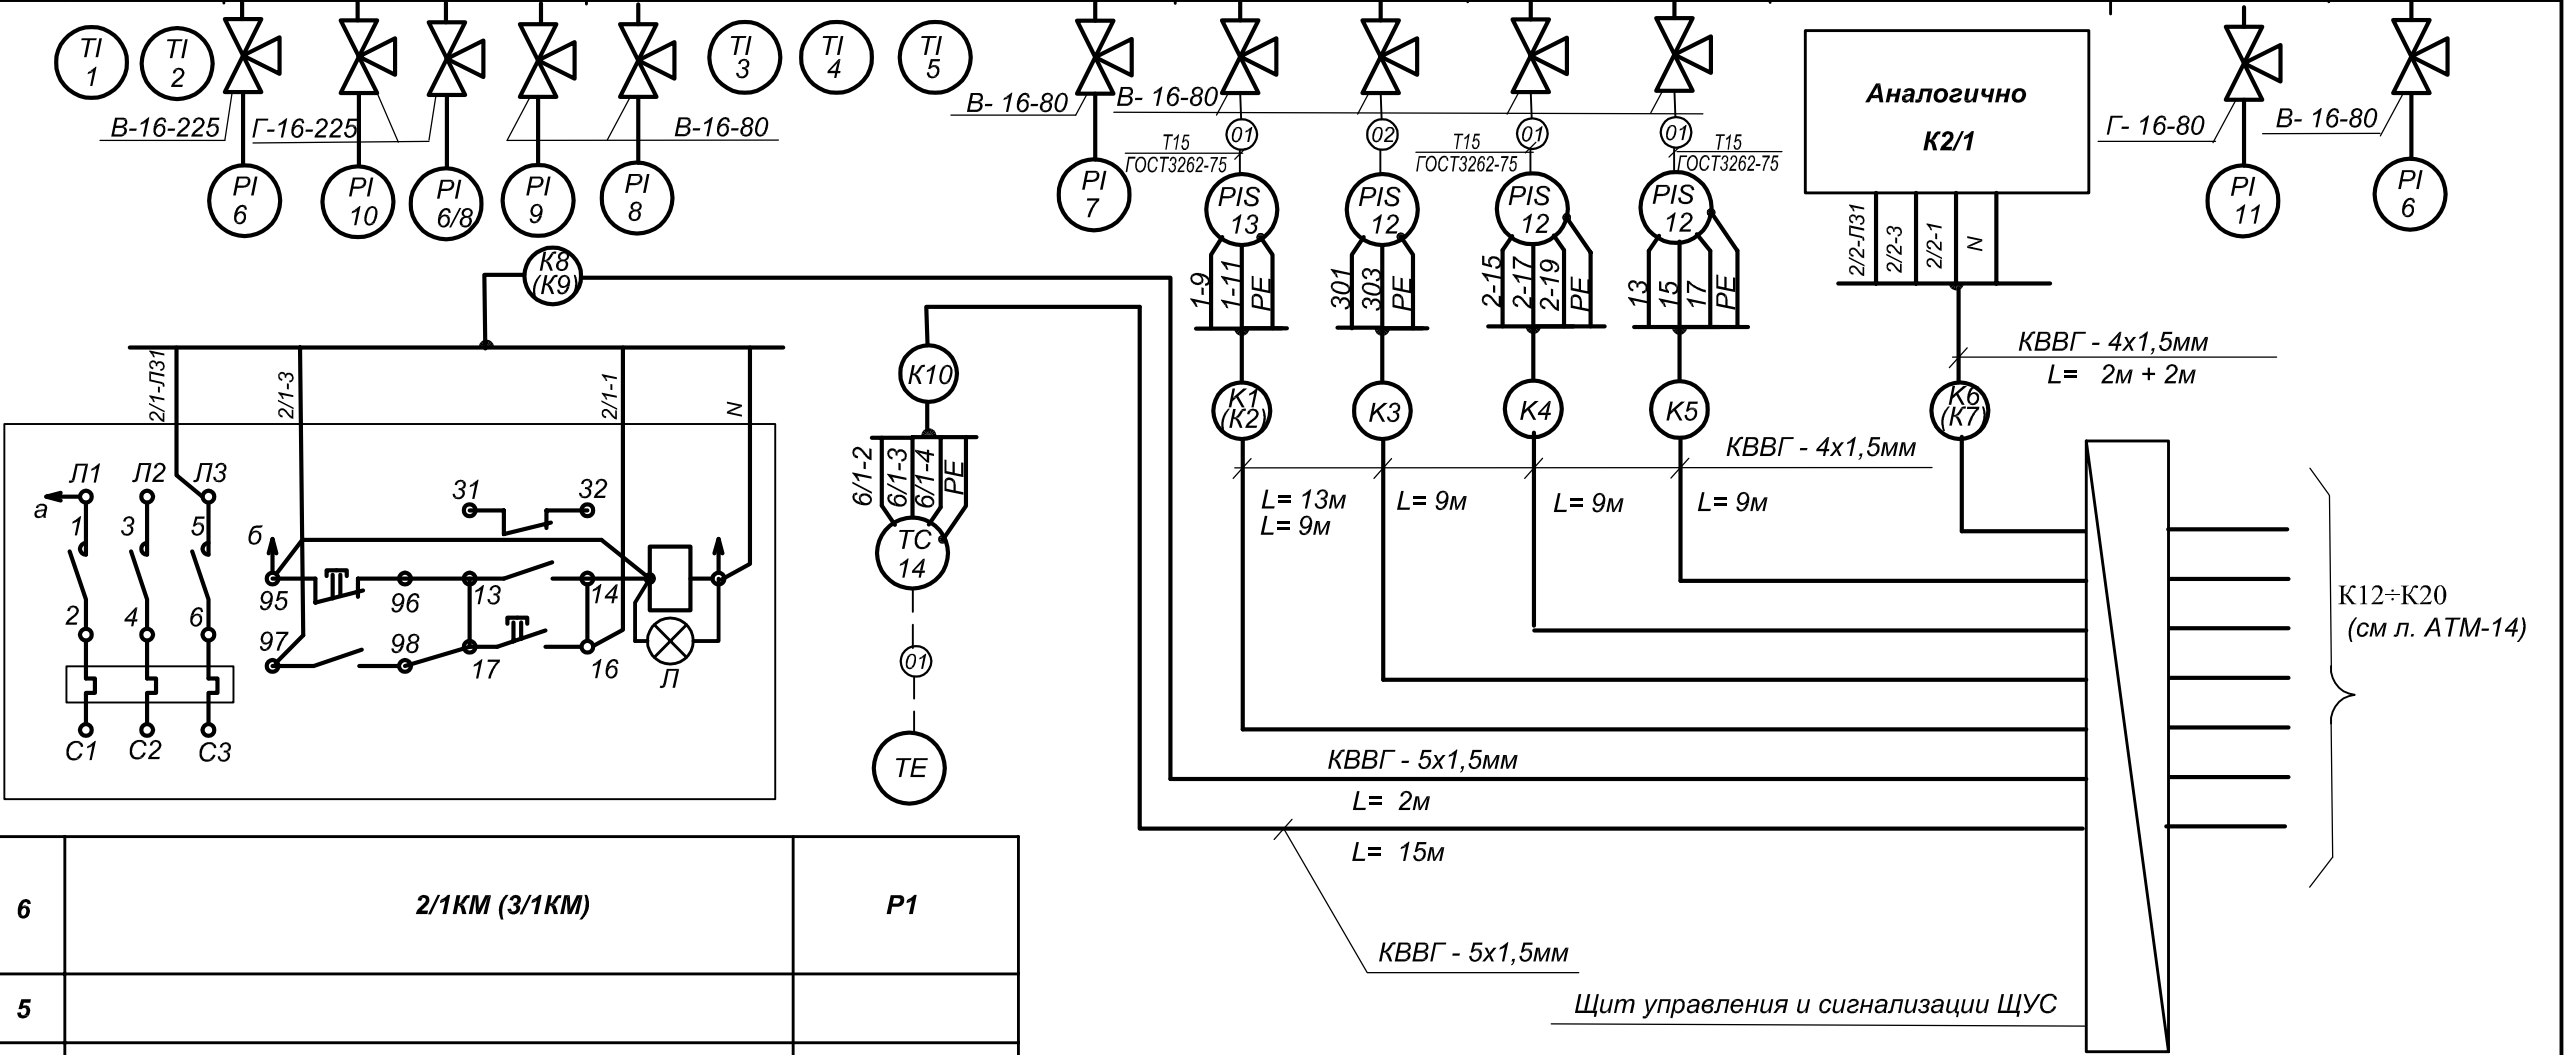 TI 1
TI 2
TI 3
TI 4
TI 5
В-16-225
Г-16-225
В-16-80
В- 16-80
В- 16-80
Г- 16-80
В- 16-80
Аналогично
К2/1
01
02
01
01
Т15
ГОСТ3262-75
Т15
ГОСТ3262-75
Т15
ГОСТ3262-75
PI 6
PI 10
PI 6/8
PI 9
PI 8
PI 7
PIS 13
PIS 12
PIS 12
PIS 12
PI 11
PI 6
2/2-Л31
2/2-3
2/2-1
N
К8
(К9)
1-9
1-11
PE
301
303
PE
2-15
2-17
2-19
PE
13
15
17
PE
КВВГ - 4х1,5мм
L= 2м + 2м
2/1-Л31
2/1-3
2/1-1
N
К10
К1
(К2)
К3
К4
К5
К6
(К7)
КВВГ - 4х1,5мм
L= 13м
L= 9м
L= 9м
L= 9м
L= 9м
6/1-2
6/1-3
6/1-4
PE
TC 14
01
TE
Л1
Л2
Л3
а
1
3
5
31
32
б
95
96
13
14
2
4
6
97
98
17
16
Л
С1
С2
С3
К12÷К20
(см л. АТМ-14)
КВВГ - 5х1,5мм
L= 2м
L= 15м
КВВГ - 5х1,5мм
Щит управления и сигнализации ЩУС
6
2/1КМ (3/1КМ)
Р1
5